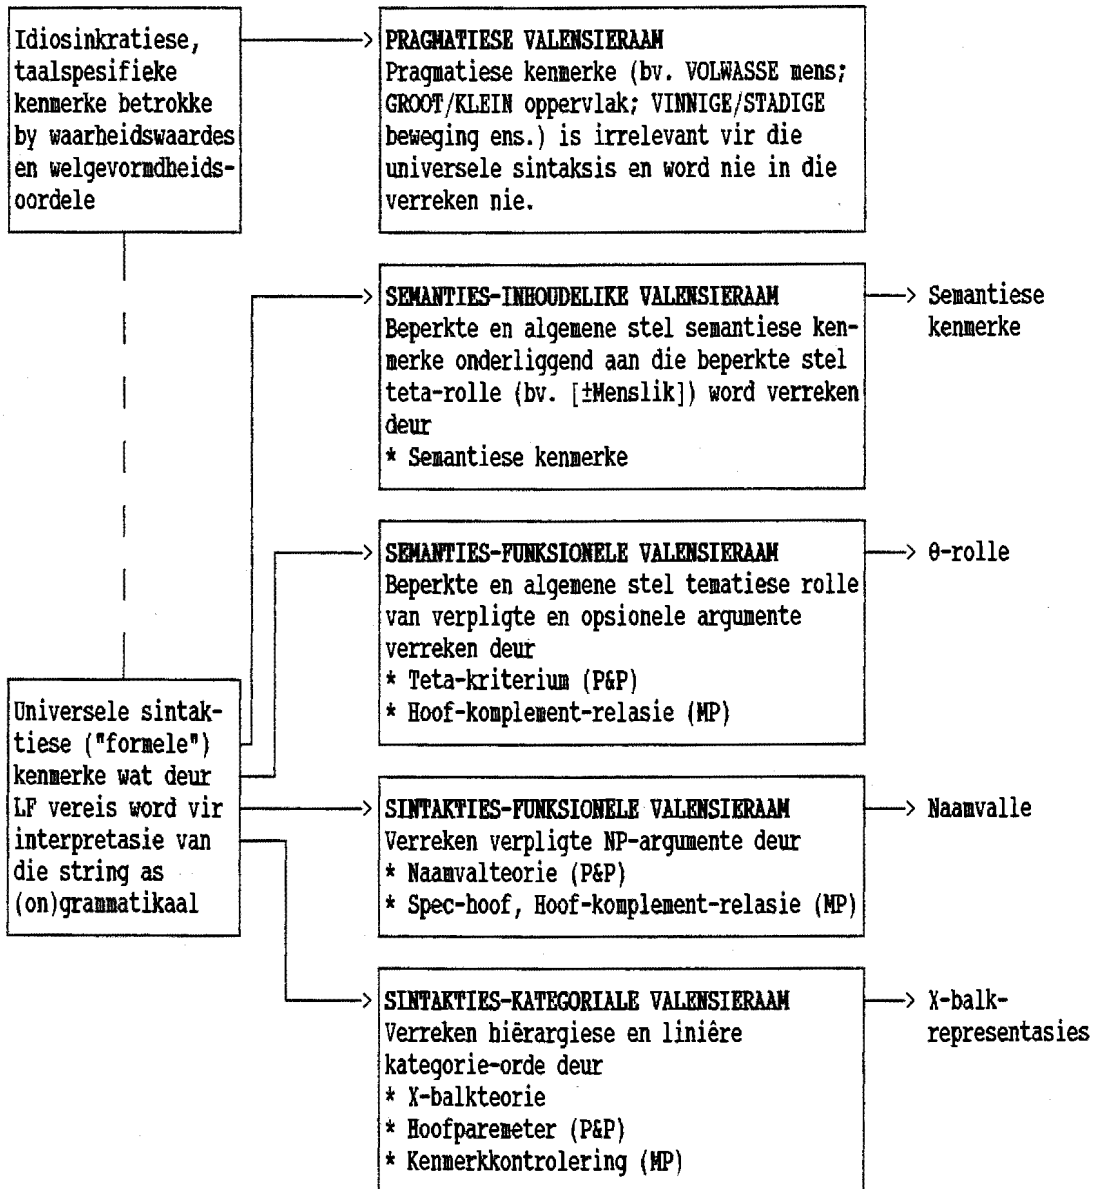 Idiosinkratiese,
taalspesifieke
kenmerke betrokke
by waarheidswaardes
en welgevormdheids-
oordele
PRAGMATIESE VALENSIERAAM
Pragmatiese kenmerke (bv. VOLWASSE mens;
GROOT/KLEIN oppervlak; VINNIGE/STADIGE
beweging ens.) is irrelevant vir die
universele sintaksis en word nie in die
verreken nie.
SEMANTIES-INHOUDELIKE VALENSIERAAM
Beperkte en algemene stel semantiese ken-
merke onderliggend aan die beperkte stel
teta-rolle (bv. [±Menslik]) word verreken
deur
* Semantiese kenmerke
Semantiese
kenmerke
SEMANTIES-FUNKSIONELE VALENSIERAAM
Beperkte en algemene stel tematiese rolle
van verpligte en opsionele argumente
verreken deur
* Teta-kriterium (P&P)
* Hoof-komplement-relasie (MP)
θ-rolle
Universele sintak-
tiese ("formele")
kenmerke wat deur
LF vereis word vir
interpretasie van
die string as
(on)grammatikaal
SINTAKTIES-FUNKSIONELE VALENSIERAAM
Verreken verpligte NP-argumente deur
* Naamvalteorie (P&P)
* Spec-hoof, Hoof-komplement-relasie (MP)
Naamvalle
SINTAKTIES-KATEGORIALE VALENSIERAAM
Verreken hiërargiese en liniêre
kategorie-orde deur
* X-balkteorie
* Hoofparemeter (P&P)
* Kenmerkkontrolering (MP)
X-balk-
representasies